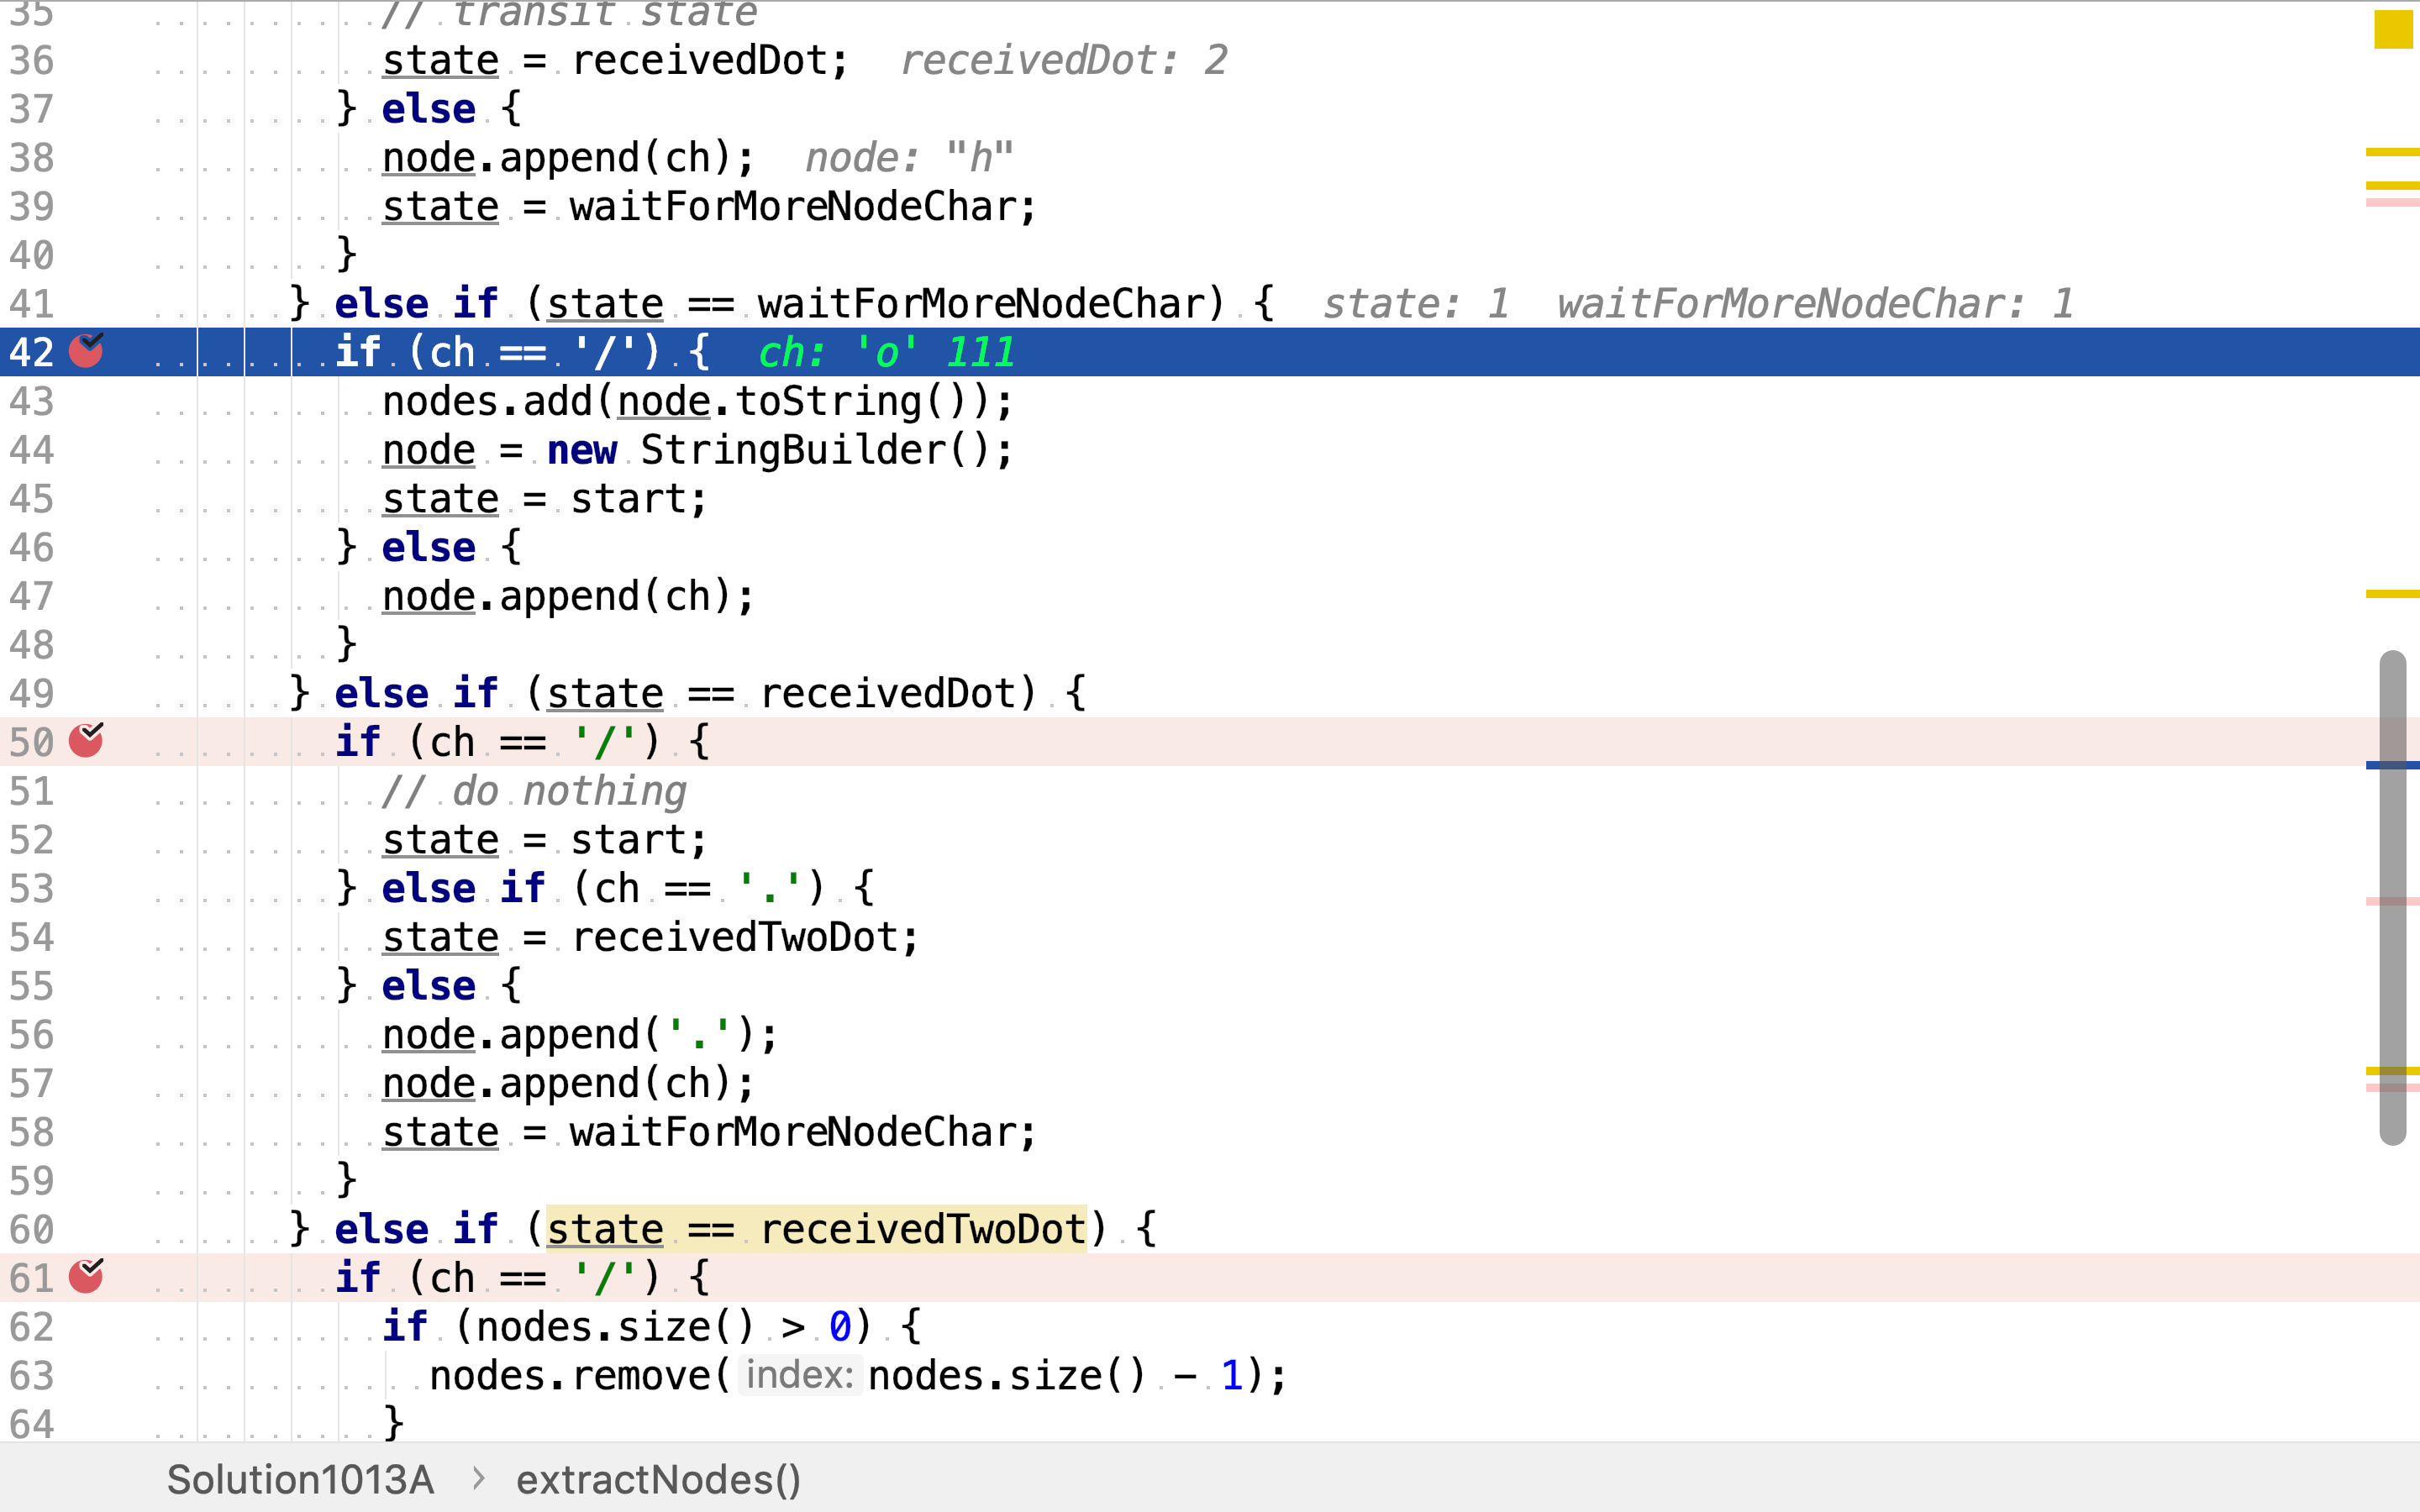 35 // transit state
36 state = receivedDot; receivedDot: 2
37 } else {
38 node.append(ch); node: "h"
39 state = waitForMoreNodeChar;
40 }
41 } else if (state == waitForMoreNodeChar) { state: 1 waitForMoreNodeChar: 1
42 if (ch == '/') { ch: 'o' 111
43 nodes.add(node.toString());
44 node = new StringBuilder();
45 state = start;
46 } else {
47 node.append(ch);
48 }
49 } else if (state == receivedDot) {
50 if (ch == '/') {
51 // do nothing
52 state = start;
53 } else if (ch == '.') {
54 state = receivedTwoDot;
55 } else {
56 node.append('.');
57 node.append(ch);
58 state = waitForMoreNodeChar;
59 }
60 } else if (state == receivedTwoDot) {
61 if (ch == '/') {
62 if (nodes.size() > 0) {
63 nodes.remove( index: nodes.size() - 1);
64 }
Solution1013A > extractNodes()